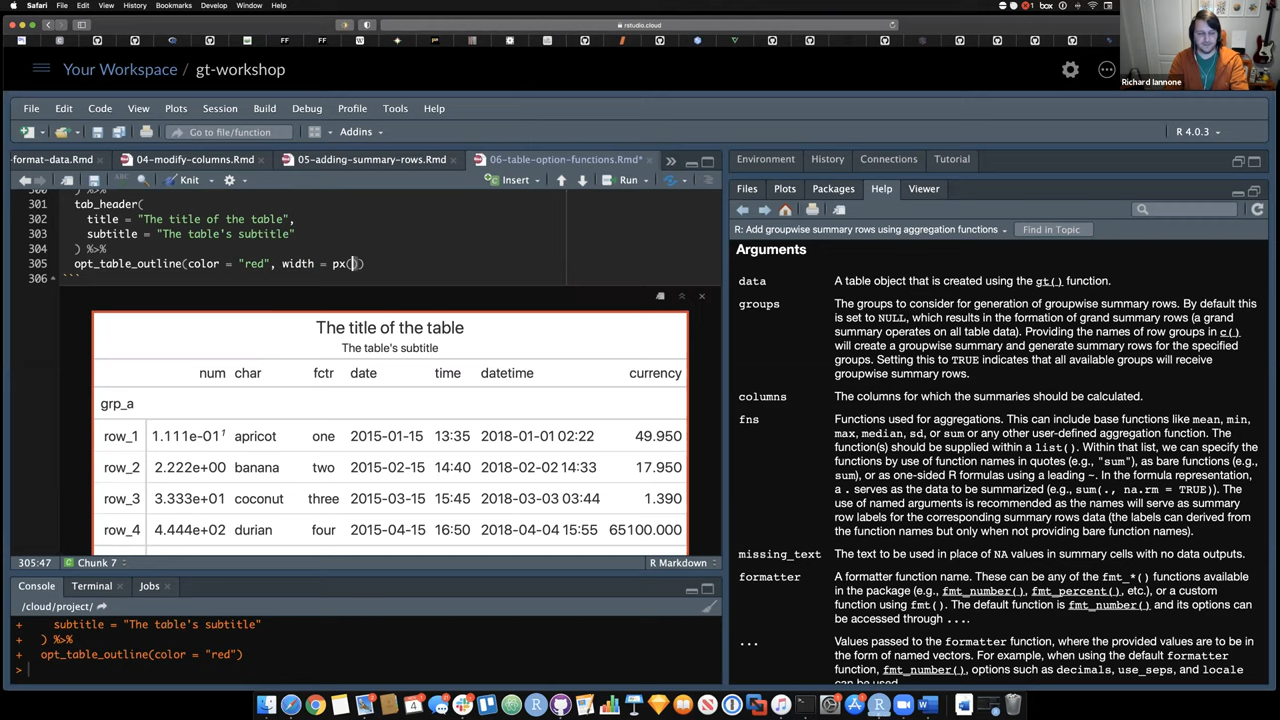 Safari File Edit View History Bookmarks Develop Window Help
box
rstudio.cloud
FF FF
Richard Iannone
Your Workspace / gt-workshop
File Edit Code View Plots Session Build Debug Profile Tools Help
Go to file/function Addins R 4.0.3
-format-data.Rmd 04-modify-columns.Rmd 05-adding-summary-rows.Rmd 06-table-option-functions.Rmd*
Knit Insert Run
300 ) %>%
301 tab_header(
302 title = "The title of the table",
303 subtitle = "The table's subtitle"
304 ) %>%
305 opt_table_outline(color = "red", width = px())
306 ```
The title of the table
The table's subtitle
num char fctr date time datetime currency
grp_a
row_1 1.111e-01¹ apricot one 2015-01-15 13:35 2018-01-01 02:22 49.950
row_2 2.222e+00 banana two 2015-02-15 14:40 2018-02-02 14:33 17.950
row_3 3.333e+01 coconut three 2015-03-15 15:45 2018-03-03 03:44 1.390
row_4 4.444e+02 durian four 2015-04-15 16:50 2018-04-04 15:55 65100.000
305:47 Chunk 7 R Markdown
Console Terminal Jobs
/cloud/project/
+ subtitle = "The table's subtitle"
+ ) %>%
+ opt_table_outline(color = "red")
>
Environment History Connections Tutorial
Files Plots Packages Help Viewer
R: Add groupwise summary rows using aggregation functions Find in Topic
Arguments
data A table object that is created using the gt() function.
groups The groups to consider for generation of groupwise summary rows. By default this
is set to NULL, which results in the formation of grand summary rows (a grand
summary operates on all table data). Providing the names of row groups in c()
will create a groupwise summary and generate summary rows for the specified
groups. Setting this to TRUE indicates that all available groups will receive
groupwise summary rows.
columns The columns for which the summaries should be calculated.
fns Functions used for aggregations. This can include base functions like mean, min,
max, median, sd, or sum or any other user-defined aggregation function. The
function(s) should be supplied within a list(). Within that list, we can specify the
functions by use of function names in quotes (e.g., "sum"), as bare functions (e.g.,
sum), or as one-sided R formulas using a leading ~. In the formula representation,
a . serves as the data to be summarized (e.g., sum(., na.rm = TRUE)). The
use of named arguments is recommended as the names will serve as summary
row labels for the corresponding summary rows data (the labels can derived from
the function names but only when not providing bare function names).
missing_text The text to be used in place of NA values in summary cells with no data outputs.
formatter A formatter function name. These can be any of the fmt_*() functions available
in the package (e.g., fmt_number(), fmt_percent(), etc.), or a custom
function using fmt(). The default function is fmt_number() and its options can
be accessed through ....
... Values passed to the formatter function, where the provided values are to be in
the form of named vectors. For example, when using the default formatter
function, fmt_number(), options such as decimals, use_seps, and locale
can be used.